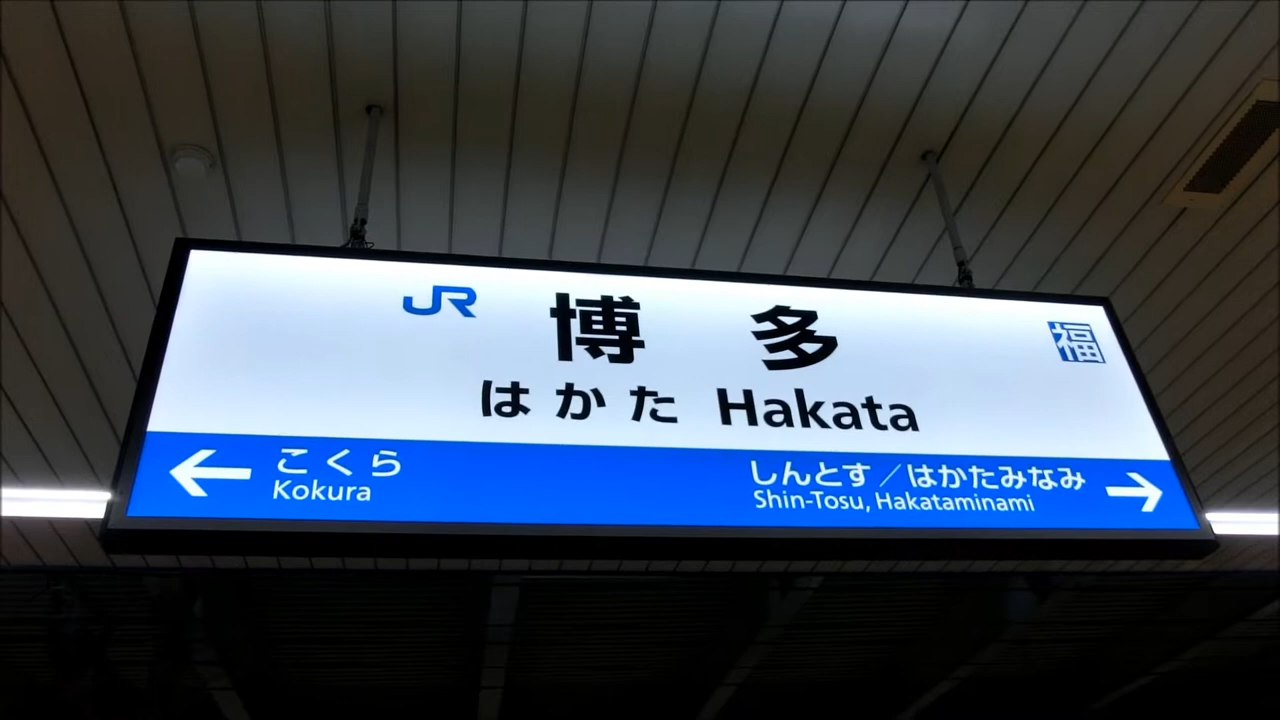 JR 博多 福
はかた Hakata
← こくら
Kokura
しんとす／はかたみなみ →
Shin-Tosu, Hakataminami